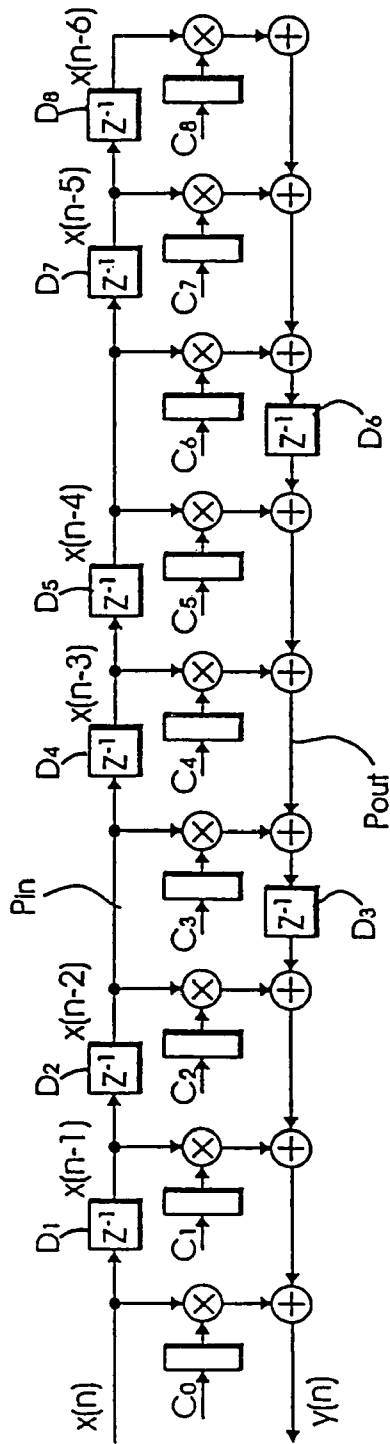 x(n)
D1
Z-1
x(n-1)
D2
Z-1
x(n-2)
Pin
D4
Z-1
x(n-3)
D5
Z-1
x(n-4)
D7
Z-1
x(n-5)
D8
Z-1
x(n-6)
C0
C1
C2
C3
C4
C5
C6
C7
C8
y(n)
Z-1
D3
Pout
Z-1
D6